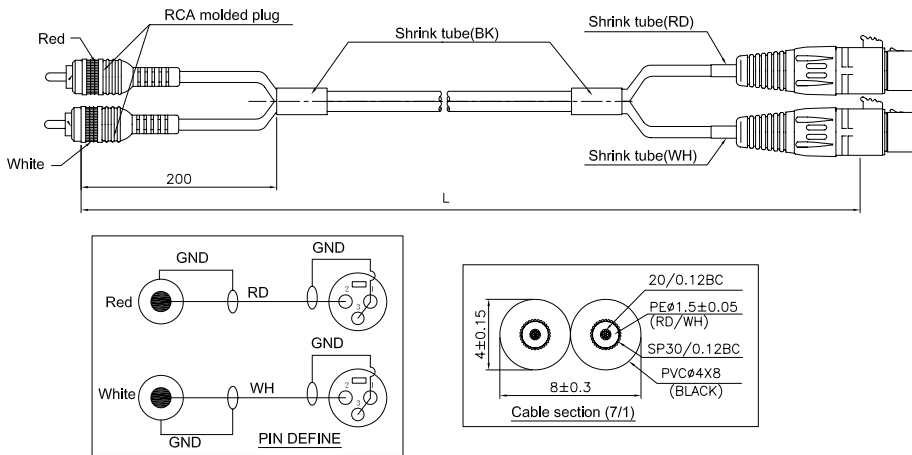 RCA molded plug
Red
Shrink tube(BK)
Shrink tube(RD)
White
Shrink tube(WH)
200
L
GND
GND
Red
RD
2
1
3
GND
White
WH
2
1
3
GND
PIN DEFINE
20/0.12BC
PEø1.5±0.05
(RD/WH)
SP30/0.12BC
PVCø4X8
(BLACK)
4±0.15
8±0.3
Cable section (7/1)